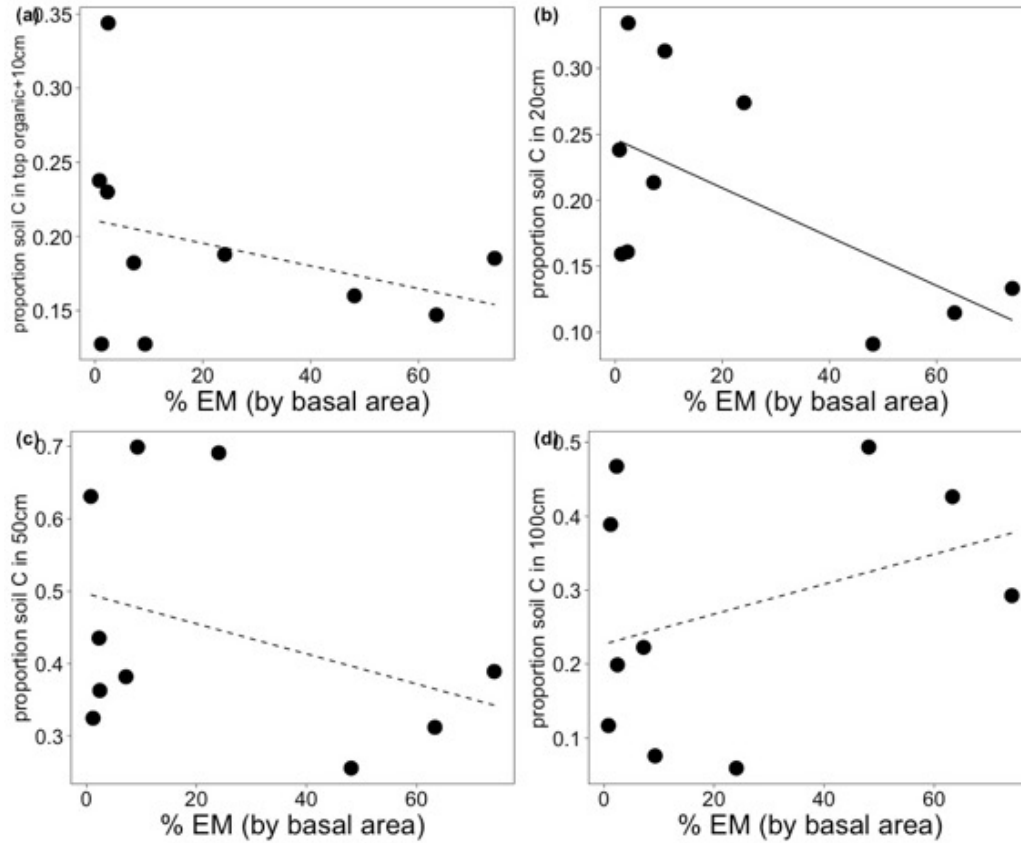 (a)
proportion soil C in top organic+10cm
0.35
0.30
0.25
0.20
0.15
0 20 40 60
% EM (by basal area)
(b)
proportion soil C in 20cm
0.30
0.25
0.20
0.15
0.10
0 20 40 60
% EM (by basal area)
(c)
proportion soil C in 50cm
0.7
0.6
0.5
0.4
0.3
0 20 40 60
% EM (by basal area)
(d)
proportion soil C in 100cm
0.5
0.4
0.3
0.2
0.1
0 20 40 60
% EM (by basal area)